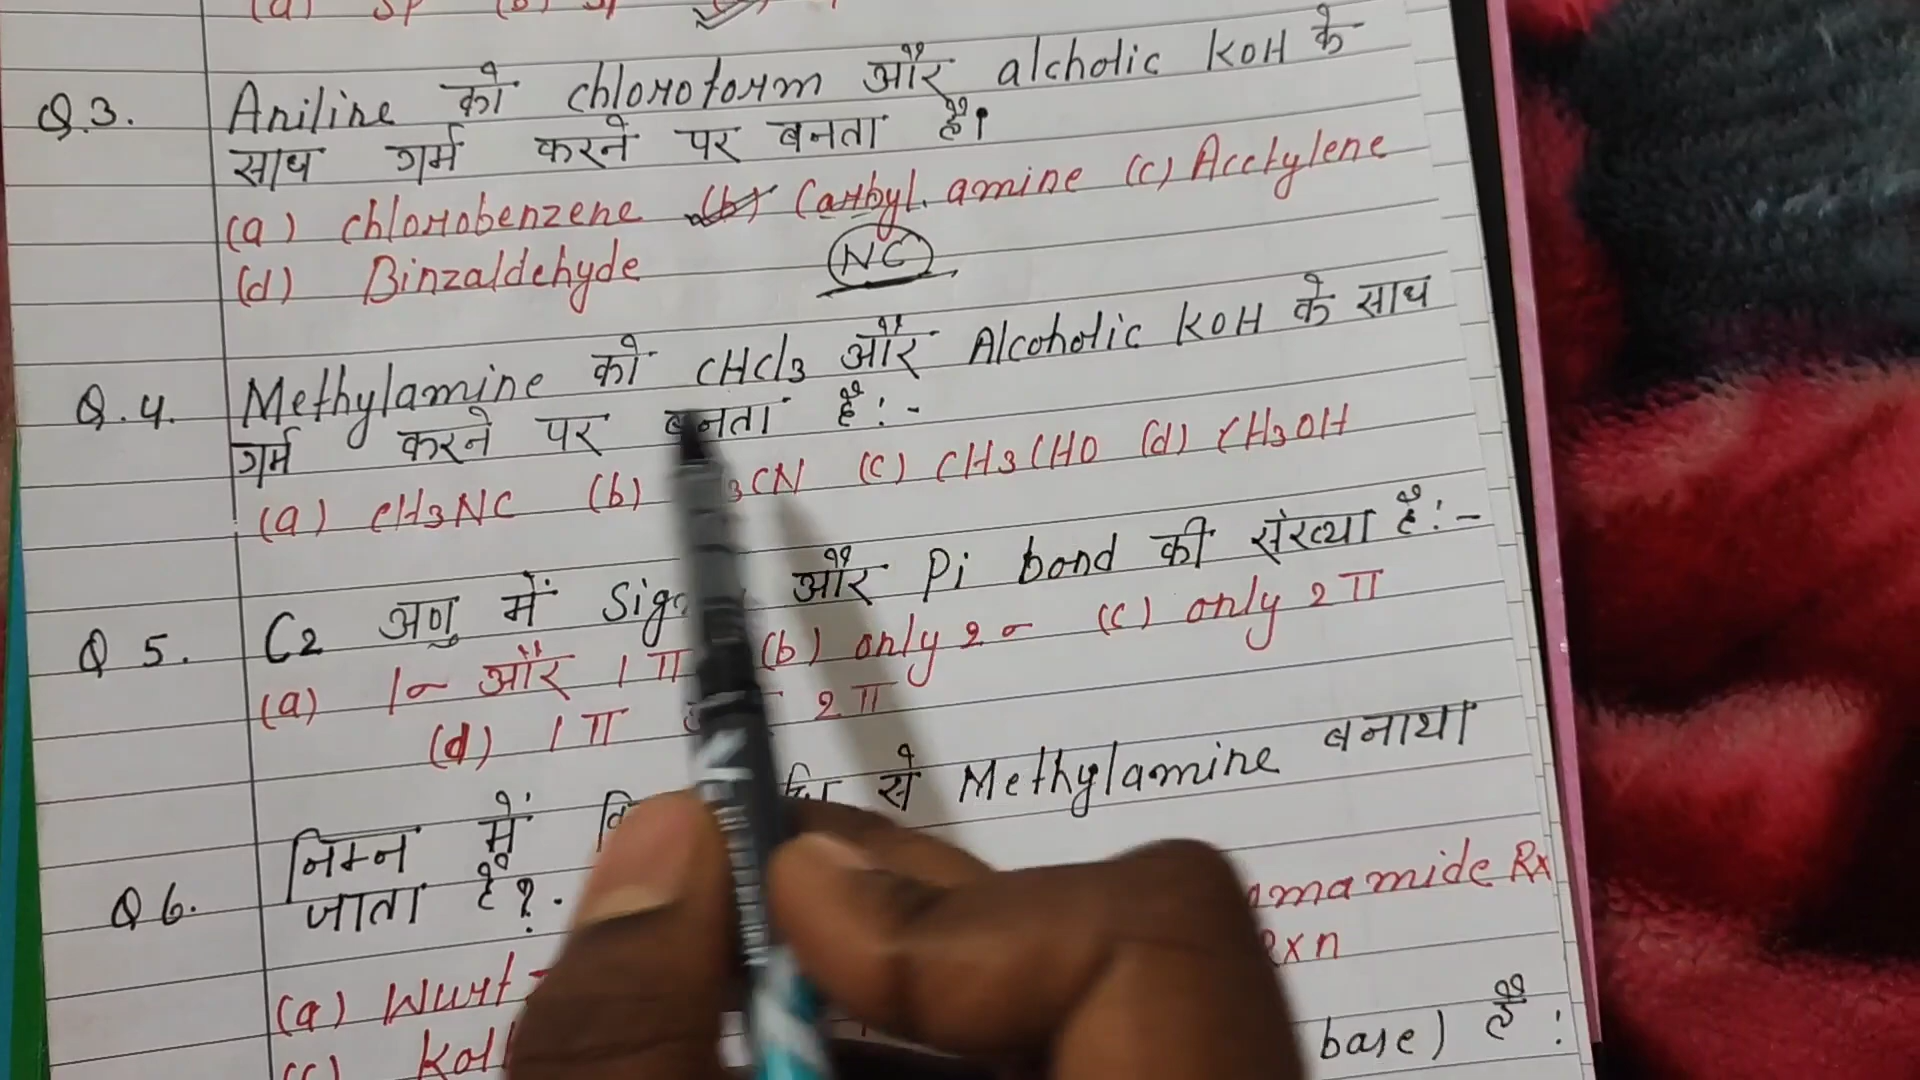 Q.3. Aniline को chloroform और alcholic KOH के
साथ गर्म करने पर बनता है।
(a) chlorobenzene (b) Carbyl. amine (c) Acetylene
(d) Binzaldehyde NC
Q.4. Methylamine को CHCl3 और Alcoholic KOH के साथ
गर्म करने पर बनता है:-
(a) CH3NC (b) 3CN (c) CH3CHO (d) CH3OH
Q 5. C2 अणु में और Pi bond की संख्या है:-
(a) 1σ और 1π (b) only 2σ (c) only 2π
(d) 1π 2π
Q 6. निम्न में से Methylamine बनाया
जाता है?.
mamide Rx
(a) Wurt Rxn
(c) base) है: